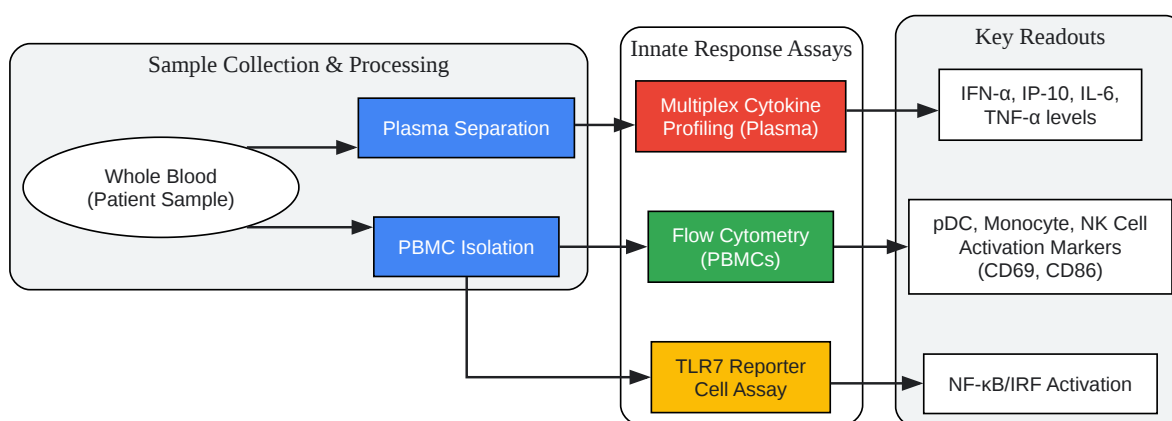 Sample Collection & Processing
Whole Blood
(Patient Sample)
Plasma Separation
PBMC Isolation
Innate Response Assays
Multiplex Cytokine
Profiling (Plasma)
Flow Cytometry
(PBMCs)
TLR7 Reporter
Cell Assay
Key Readouts
IFN-α, IP-10, IL-6,
TNF-α levels
pDC, Monocyte, NK Cell
Activation Markers
(CD69, CD86)
NF-κB/IRF Activation